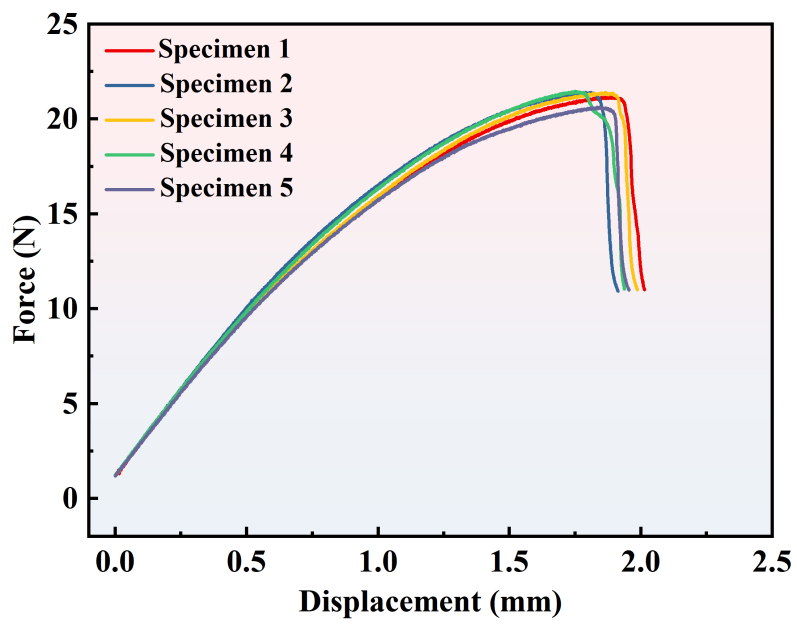 25
20
15
10
5
0
Force (N)
Specimen 1
Specimen 2
Specimen 3
Specimen 4
Specimen 5
0.0 0.5 1.0 1.5 2.0 2.5
Displacement (mm)